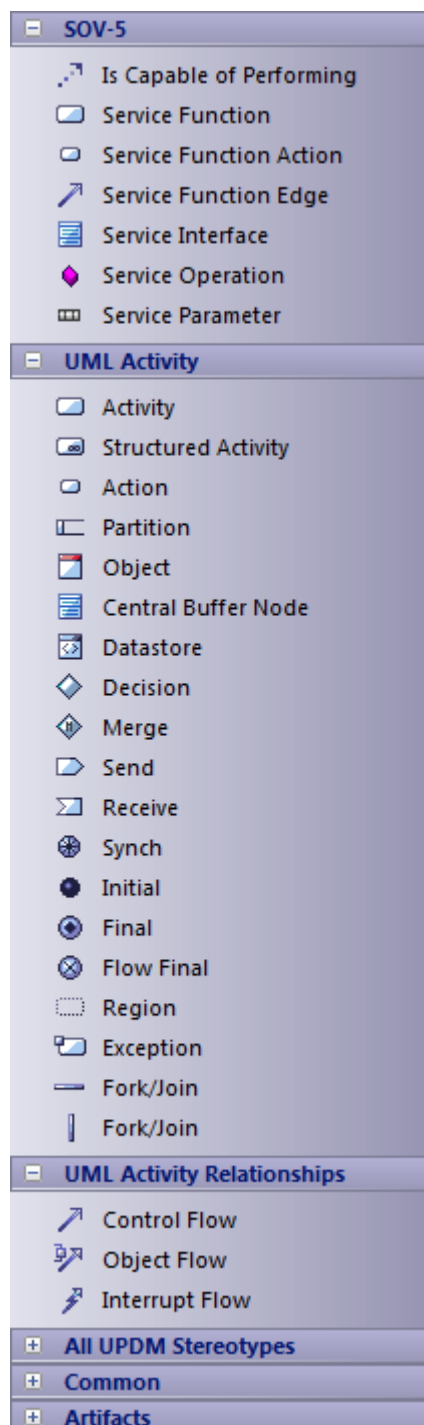 SOV-5
Is Capable of Performing
Service Function
Service Function Action
Service Function Edge
Service Interface
Service Operation
Service Parameter
UML Activity
Activity
Structured Activity
Action
Partition
Object
Central Buffer Node
Datastore
Decision
Merge
Send
Receive
Synch
Initial
Final
Flow Final
Region
Exception
Fork/Join
Fork/Join
UML Activity Relationships
Control Flow
Object Flow
Interrupt Flow
All UPDM Stereotypes
Common
Artifacts